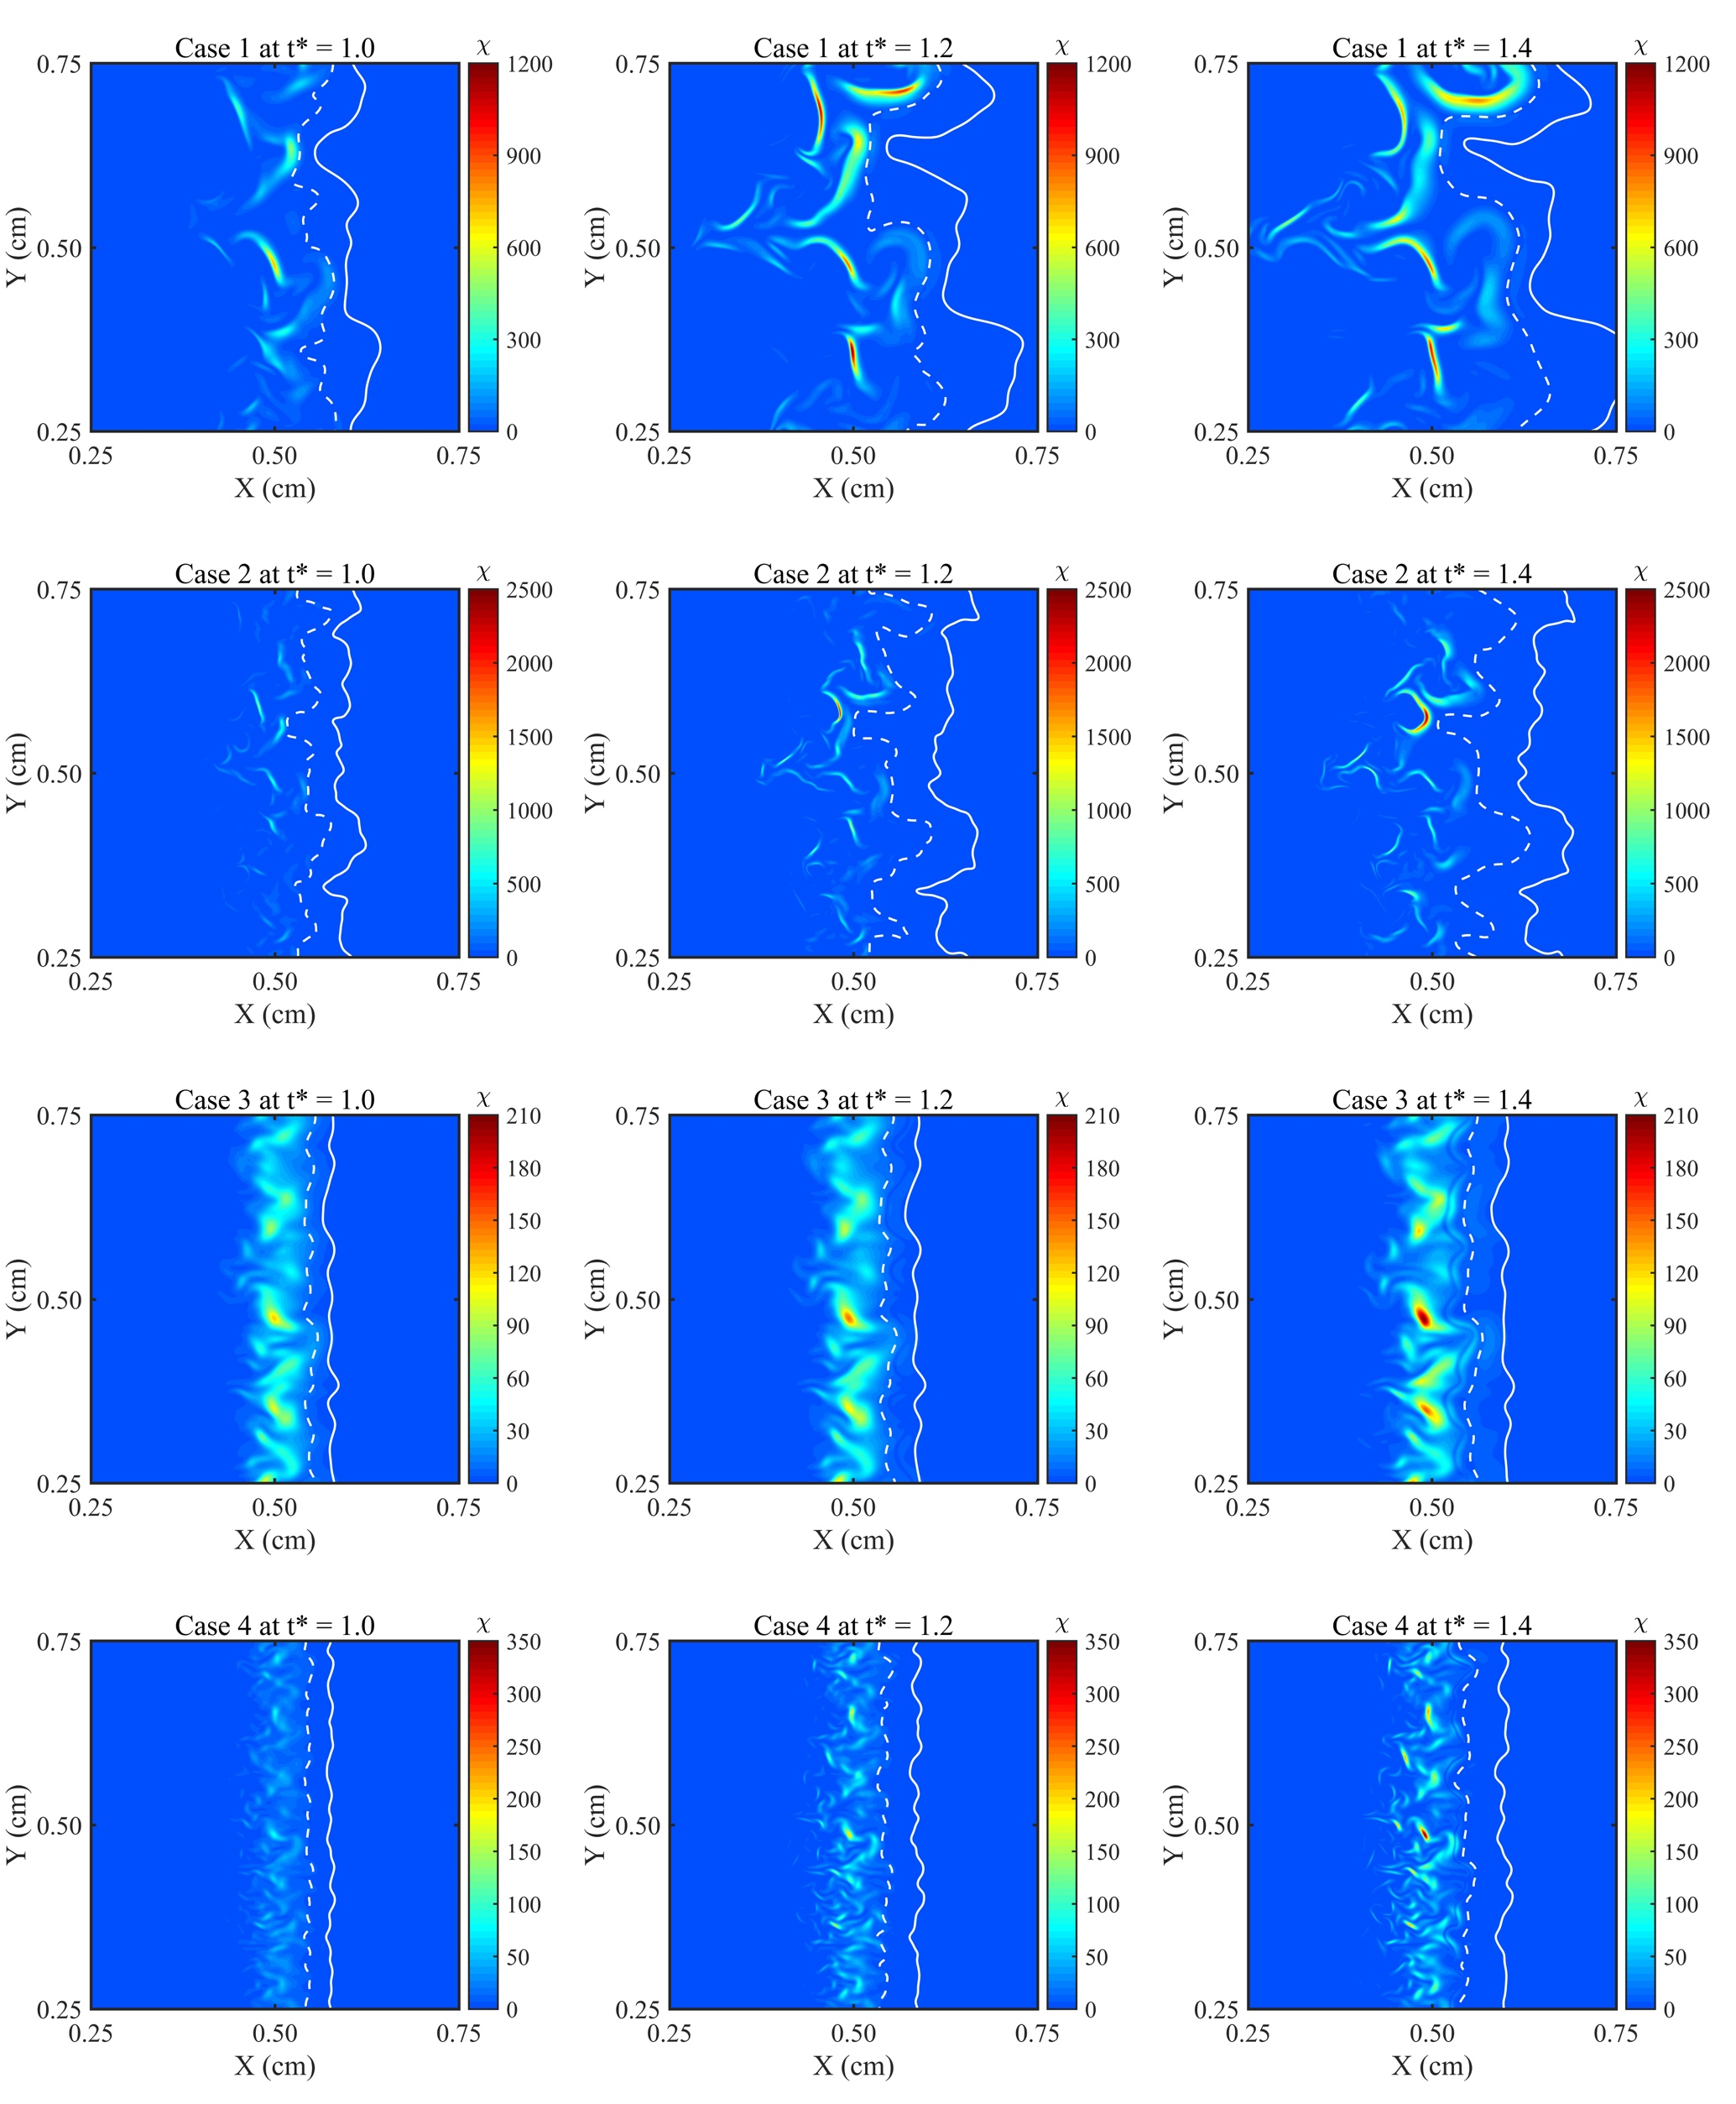 Case 1 at t* = 1.0 χ Case 1 at t* = 1.2 χ Case 1 at t* = 1.4 χ
0.75 1200 0.75 1200 0.75 1200
900 900 900
Y (cm) 0.50 600 Y (cm) 0.50 600 Y (cm) 0.50 600
300 300 300
0.25 0 0.25 0 0.25 0
0.25 0.50 0.75 0.25 0.50 0.75 0.25 0.50 0.75
X (cm) X (cm) X (cm)
Case 2 at t* = 1.0 χ Case 2 at t* = 1.2 χ Case 2 at t* = 1.4 χ
0.75 2500 0.75 2500 0.75 2500
2000 2000 2000
1500 1500 1500
Y (cm) 0.50 Y (cm) 0.50 Y (cm) 0.50
1000 1000 1000
500 500 500
0.25 0 0.25 0 0.25 0
0.25 0.50 0.75 0.25 0.50 0.75 0.25 0.50 0.75
X (cm) X (cm) X (cm)
Case 3 at t* = 1.0 χ Case 3 at t* = 1.2 χ Case 3 at t* = 1.4 χ
0.75 210 0.75 210 0.75 210
180 180 180
150 150 150
120 120 120
Y (cm) 0.50 Y (cm) 0.50 Y (cm) 0.50
90 90 90
60 60 60
30 30 30
0.25 0 0.25 0 0.25 0
0.25 0.50 0.75 0.25 0.50 0.75 0.25 0.50 0.75
X (cm) X (cm) X (cm)
Case 4 at t* = 1.0 χ Case 4 at t* = 1.2 χ Case 4 at t* = 1.4 χ
0.75 350 0.75 350 0.75 350
300 300 300
250 250 250
200 200 200
Y (cm) 0.50 Y (cm) 0.50 Y (cm) 0.50
150 150 150
100 100 100
50 50 50
0.25 0 0.25 0 0.25 0
0.25 0.50 0.75 0.25 0.50 0.75 0.25 0.50 0.75
X (cm) X (cm) X (cm)